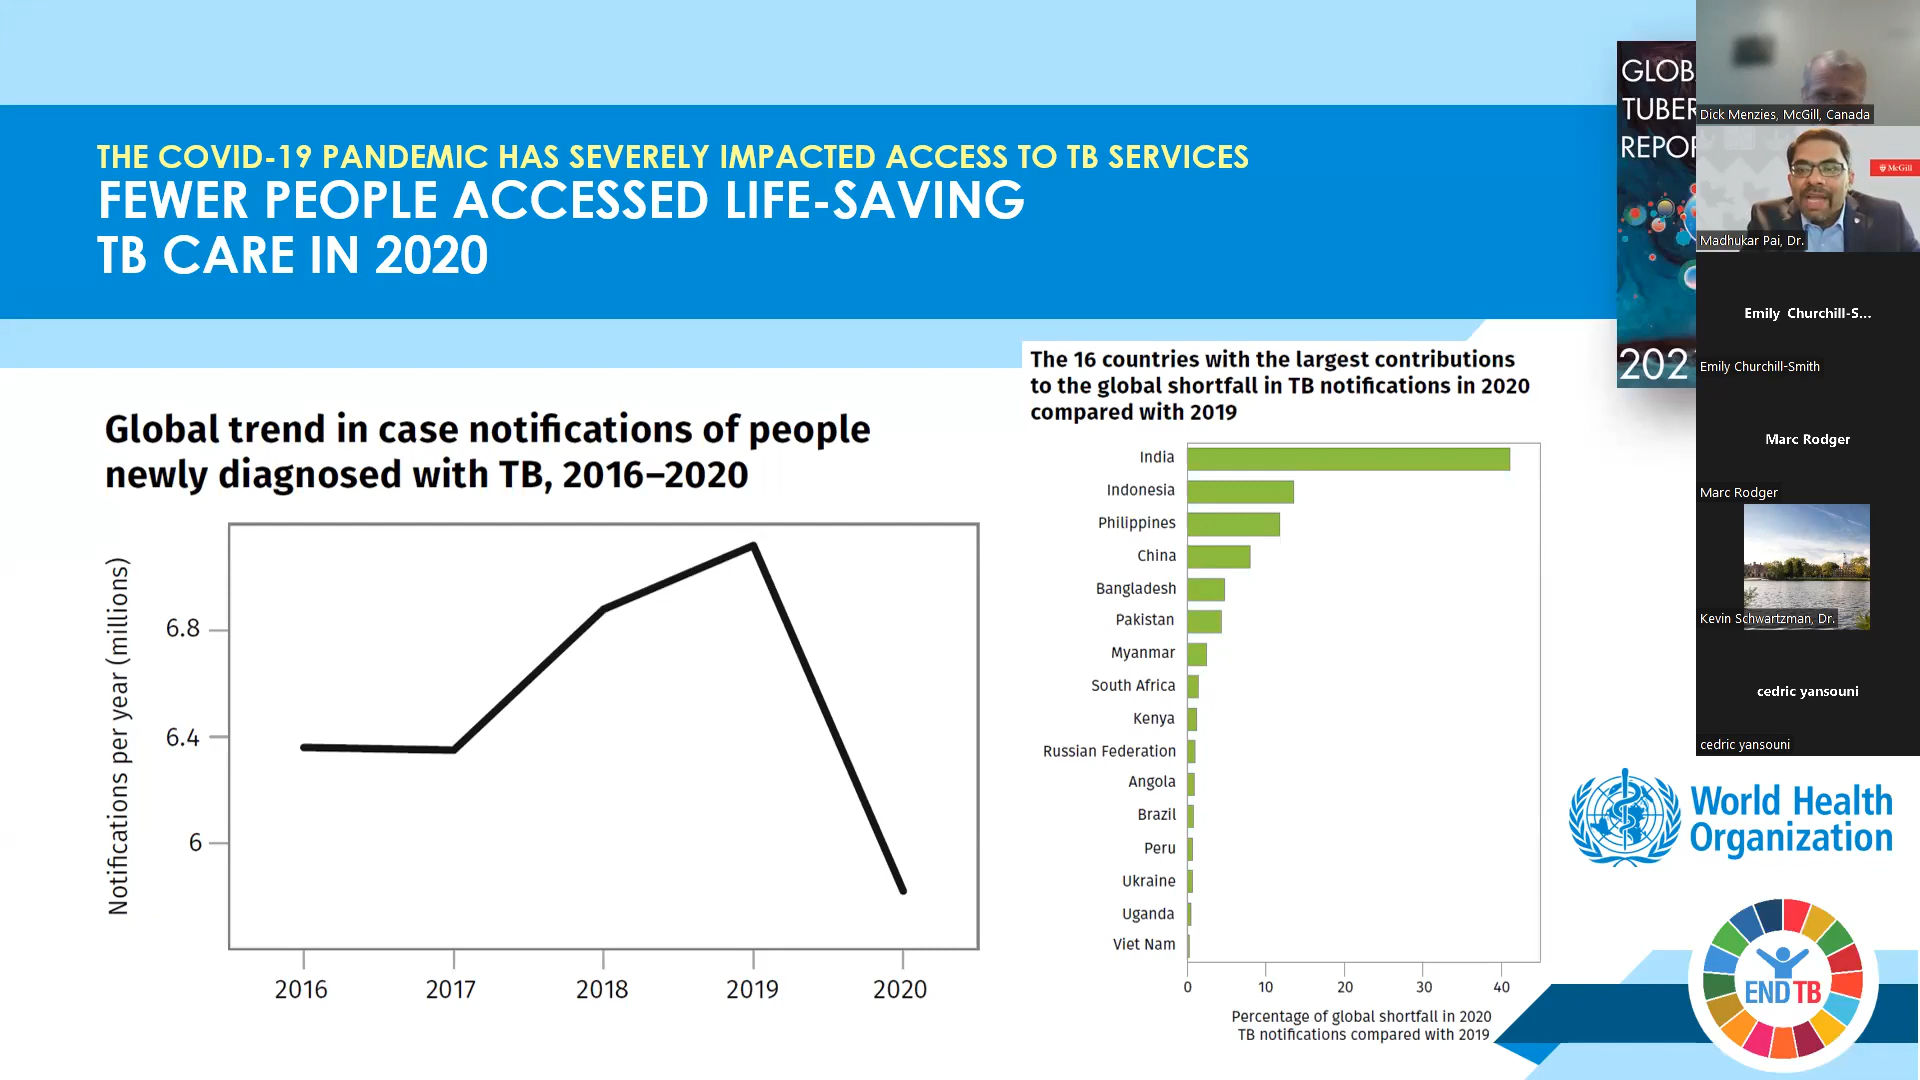 THE COVID-19 PANDEMIC HAS SEVERELY IMPACTED ACCESS TO TB SERVICES
FEWER PEOPLE ACCESSED LIFE-SAVING
TB CARE IN 2020
Global trend in case notifications of people
newly diagnosed with TB, 2016–2020
Notifications per year (millions)
6.8
6.4
6
2016
2017
2018
2019
2020
The 16 countries with the largest contributions
to the global shortfall in TB notifications in 2020
compared with 2019
India
Indonesia
Philippines
China
Bangladesh
Pakistan
Myanmar
South Africa
Kenya
Russian Federation
Angola
Brazil
Peru
Ukraine
Uganda
Viet Nam
0
10
20
30
40
Percentage of global shortfall in 2020
TB notifications compared with 2019
GLOB
TUBER
REPO
202
Dick Menzies, McGill, Canada
McGill
Madhukar Pai, Dr.
Emily Churchill-S...
Emily Churchill-Smith
Marc Rodger
Marc Rodger
Kevin Schwartzman, Dr.
cedric yansouni
cedric yansouni
World Health
Organization
END TB